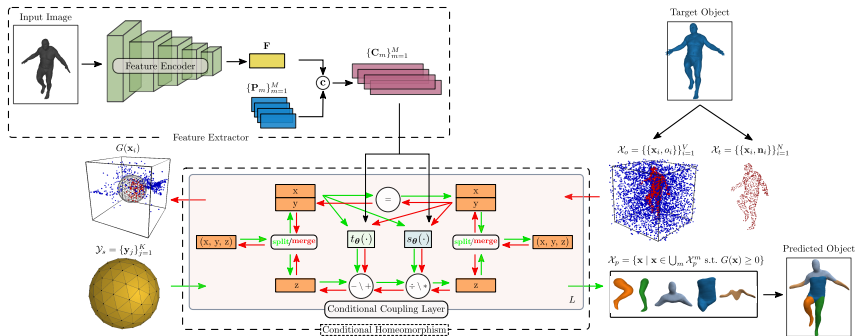 Input Image
Feature Encoder
F
{P_m}_{m=1}^M
C
{C_m}_{m=1}^M
Feature Extractor
Target Object
X_o = {{x_i, o_i}}_{i=1}^V
X_t = {{x_i, n_i}}_{i=1}^N
G(x_i)
Y_s = {y_j}_{j=1}^K
(x, y, z)
split/merge
x
y
z
=
t_θ(·)
s_θ(·)
− \ +
÷ \ *
x
y
z
split/merge
(x, y, z)
L
Conditional Coupling Layer
Conditional Homeomorphism
X_p = {x | x ∈ ⋃_m X_p^m s.t. G(x) ≥ 0}
Predicted Object